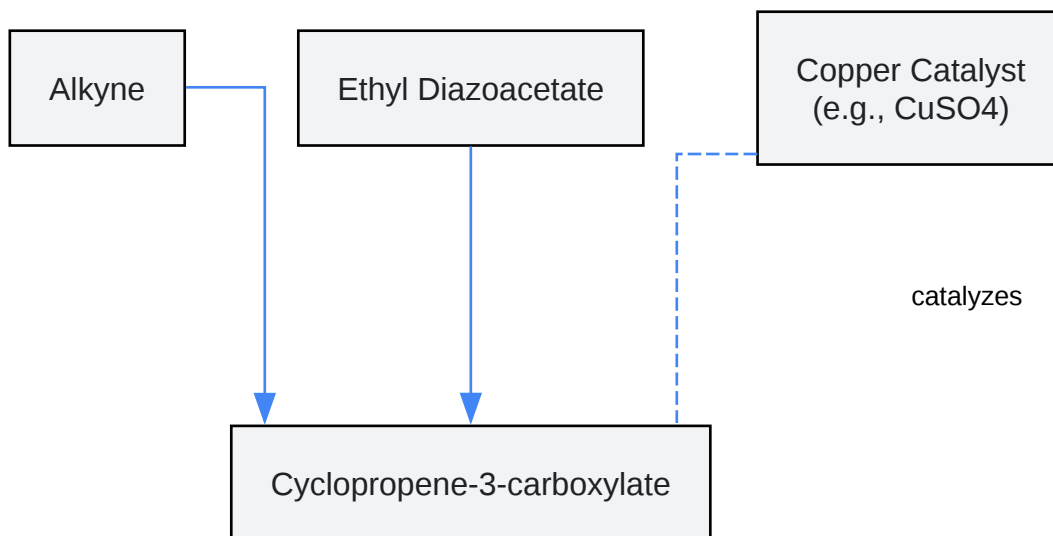 Alkyne
Ethyl Diazoacetate
Copper Catalyst
(e.g., CuSO4)
catalyzes
Cyclopropene-3-carboxylate